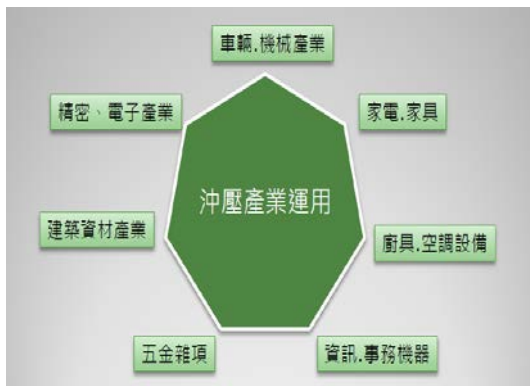 車輛.機械產業
精密、電子產業
家電.家具
沖壓產業運用
建築資材產業
廚具.空調設備
五金雜項
資訊.事務機器